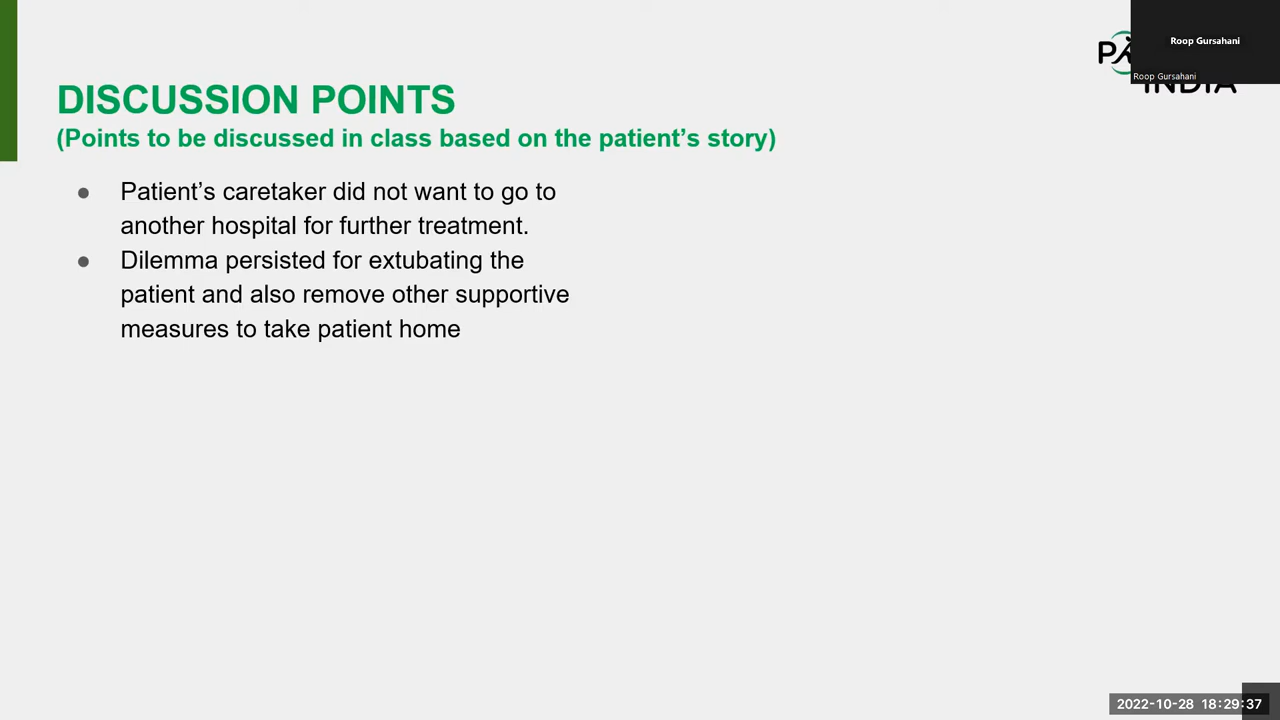 Roop Gursahani
Roop Gursahani
INDIA
DISCUSSION POINTS
(Points to be discussed in class based on the patient’s story)
● Patient’s caretaker did not want to go to
another hospital for further treatment.
● Dilemma persisted for extubating the
patient and also remove other supportive
measures to take patient home
2022-10-28 18:29:37